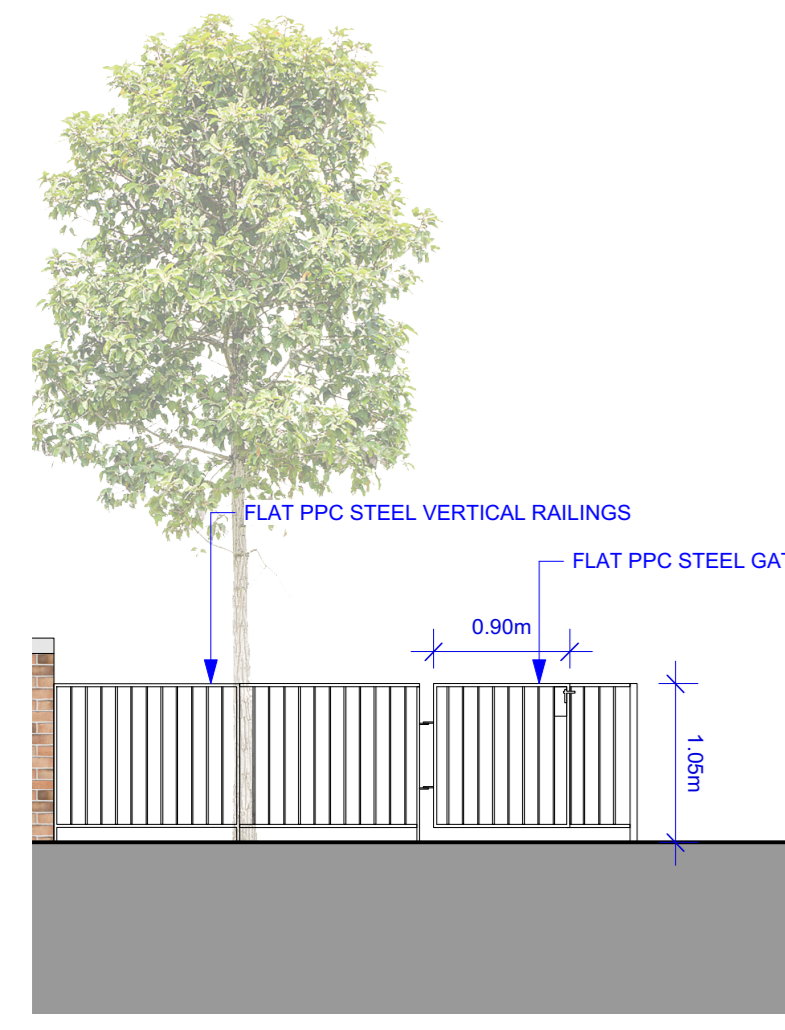 FLAT PPC STEEL VERTICAL RAILINGS
FLAT PPC STEEL GAT
0.90m
1.05m